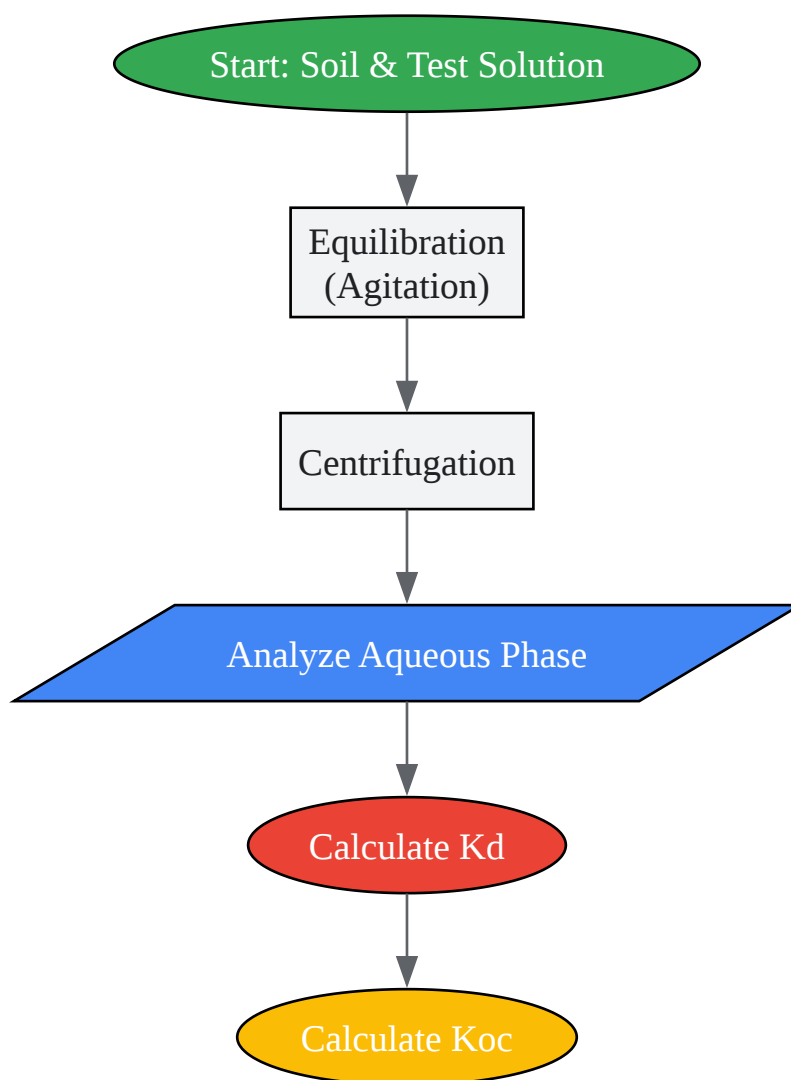 Start: Soil & Test Solution
Equilibration
(Agitation)
Centrifugation
Analyze Aqueous Phase
Calculate Kd
Calculate Koc